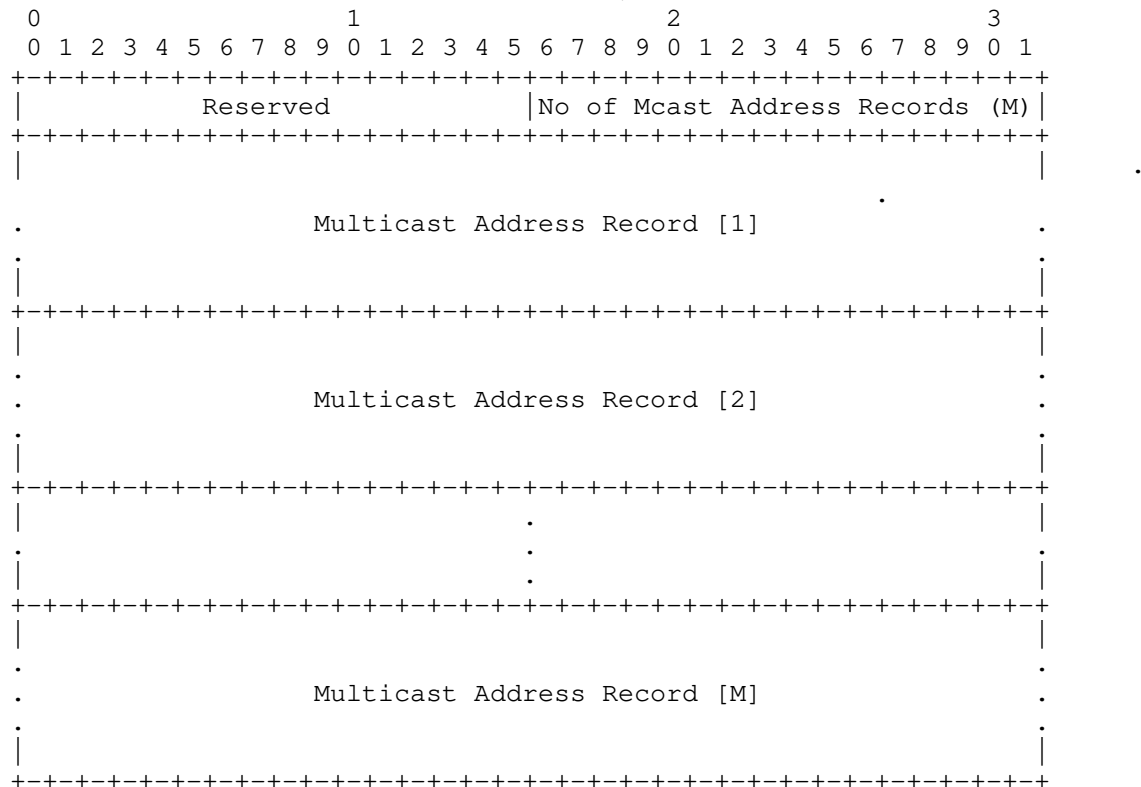 0                   1                   2                   3
0 1 2 3 4 5 6 7 8 9 0 1 2 3 4 5 6 7 8 9 0 1 2 3 4 5 6 7 8 9 0 1
+-+-+-+-+-+-+-+-+-+-+-+-+-+-+-+-+-+-+-+-+-+-+-+-+-+-+-+-+-+-+-+-+
|           Reserved            |No of Mcast Address Records (M)|
+-+-+-+-+-+-+-+-+-+-+-+-+-+-+-+-+-+-+-+-+-+-+-+-+-+-+-+-+-+-+-+-+
|                                                               |     .
                                                      .
.                  Multicast Address Record [1]                 .
.                                                               .
|                                                               |
+-+-+-+-+-+-+-+-+-+-+-+-+-+-+-+-+-+-+-+-+-+-+-+-+-+-+-+-+-+-+-+-+
|                                                               |
.                                                               .
.                  Multicast Address Record [2]                 .
.                                                               .
|                                                               |
+-+-+-+-+-+-+-+-+-+-+-+-+-+-+-+-+-+-+-+-+-+-+-+-+-+-+-+-+-+-+-+-+
|                               .                               |
.                               .                               .
|                               .                               |
+-+-+-+-+-+-+-+-+-+-+-+-+-+-+-+-+-+-+-+-+-+-+-+-+-+-+-+-+-+-+-+-+
|                                                               |
.                                                               .
.                  Multicast Address Record [M]                 .
.                                                               .
|                                                               |
+-+-+-+-+-+-+-+-+-+-+-+-+-+-+-+-+-+-+-+-+-+-+-+-+-+-+-+-+-+-+-+-+